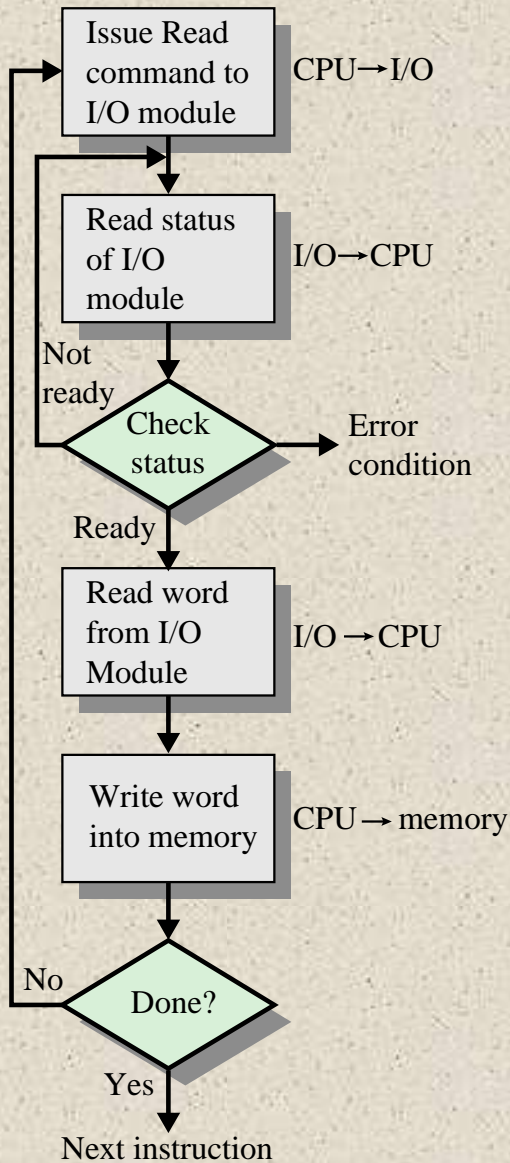 Issue Read
command to
I/O module
CPU→I/O
Read status
of I/O
module
I/O→CPU
Not
ready
Check
status
Error
condition
Ready
Read word
from I/O
Module
I/O → CPU
Write word
into memory
CPU → memory
No
Done?
Yes
Next instruction